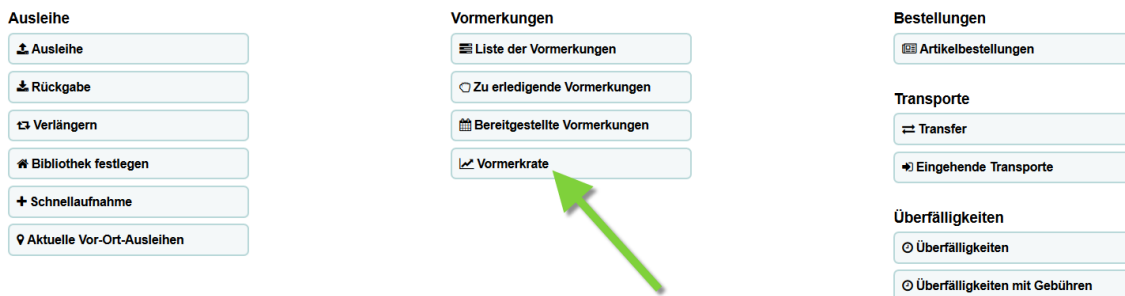 Ausleihe
Ausleihe
Rückgabe
Verlängern
Bibliothek festlegen
Schnellaufnahme
Aktuelle Vor-Ort-Ausleihen
Vormerkungen
Liste der Vormerkungen
Zu erledigende Vormerkungen
Bereitgestellte Vormerkungen
Vormerkrate
Bestellungen
Artikelbestellungen
Transporte
Transfer
Eingehende Transporte
Überfälligkeiten
Überfälligkeiten
Überfälligkeiten mit Gebühren